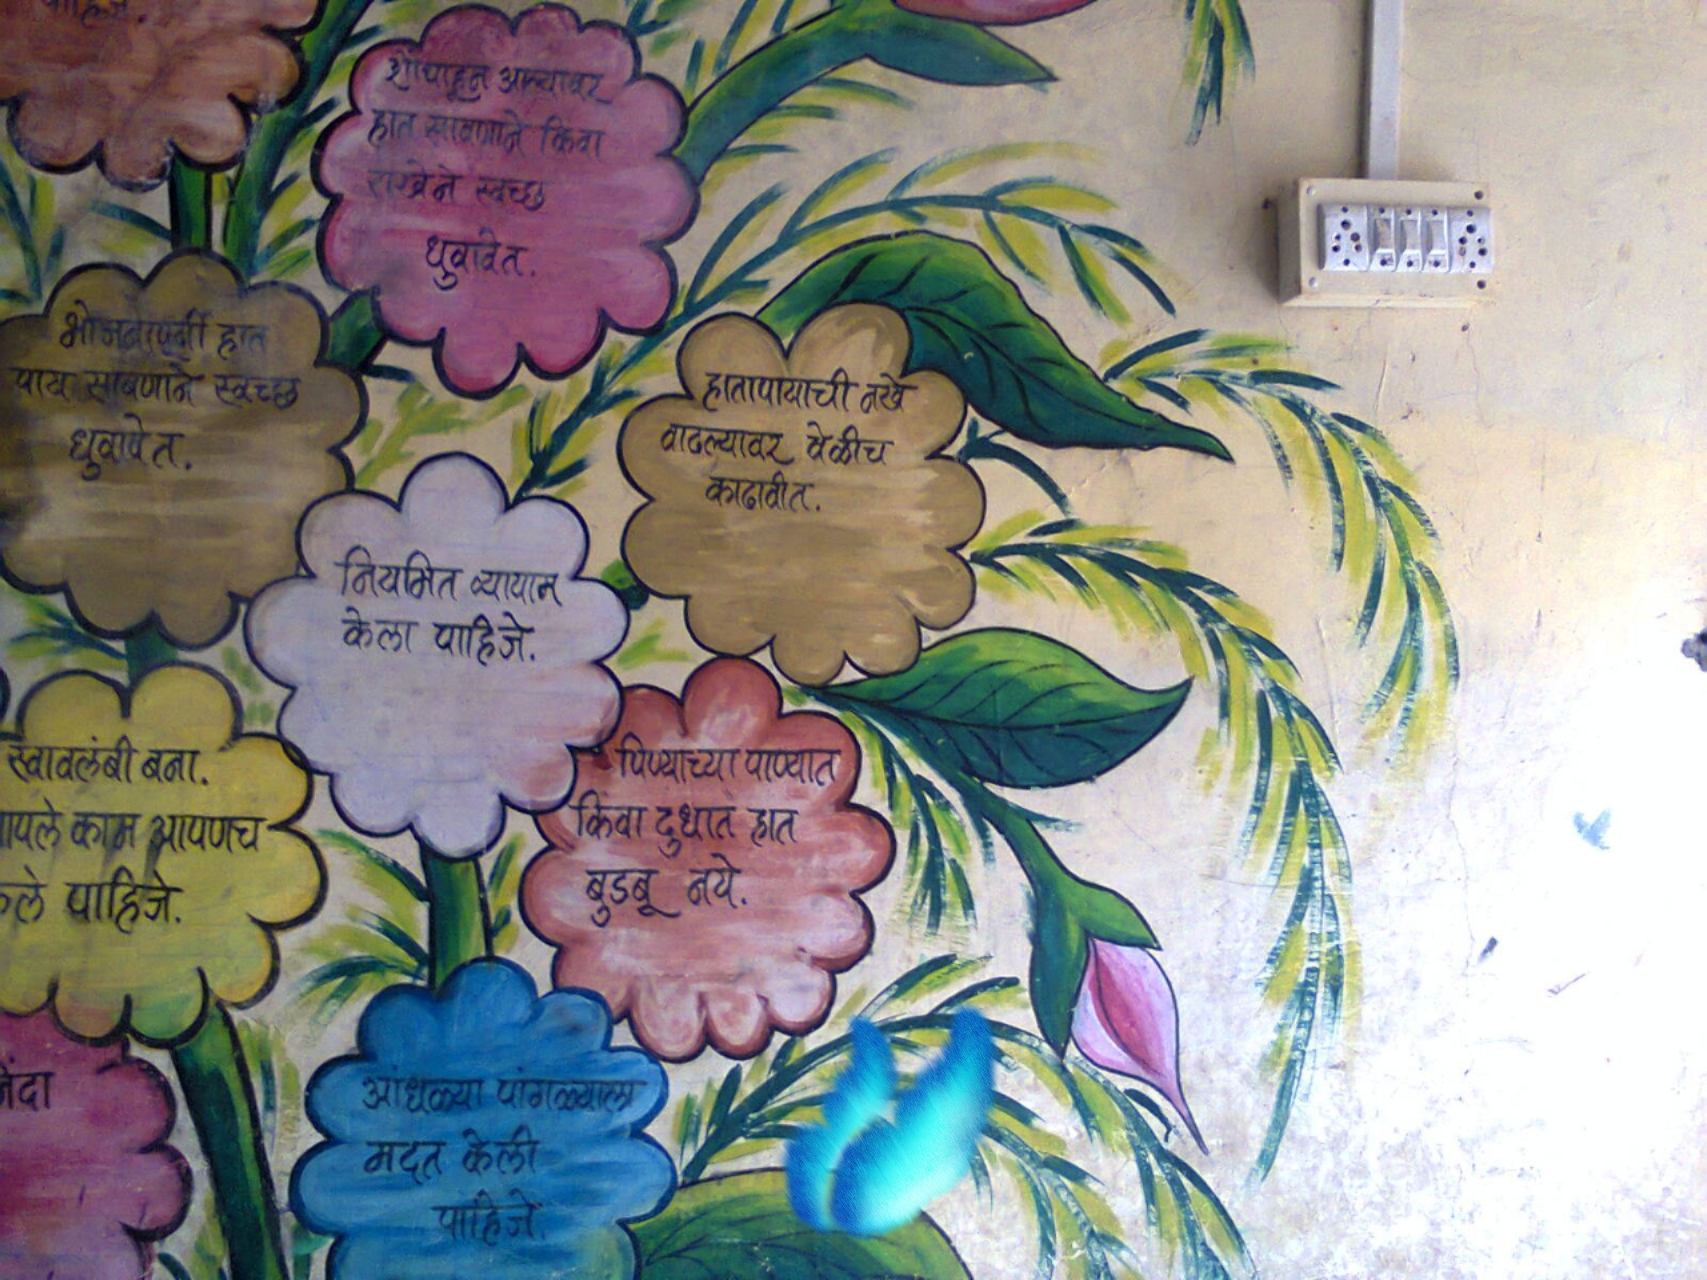 पाहिजे.
शौचाहून आल्यावर
हात साबणाने किंवा
राखेने स्वच्छ
धुवावेत.
भोजनापुर्वी हात
पाय साबणाने स्वच्छ
धुवावेत.
हातापायाची नखे
वाढल्यावर वेळीच
काढावीत.
नियमित व्यायाम
केला पाहिजे.
स्वावलंबी बना.
आपले काम आपणच
केले पाहिजे.
पिण्याच्या पाण्यात
किंवा दुधात हात
बुडबू नये.
आंधळ्या पांगळ्याला
मदत केली
पाहिजे.